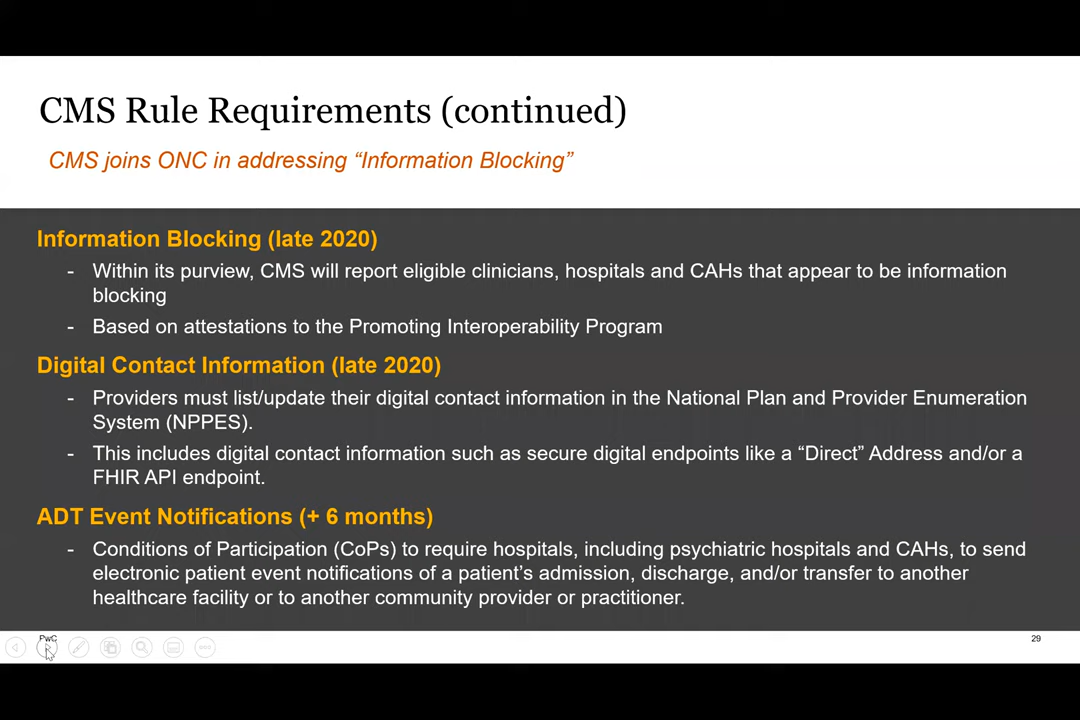 CMS Rule Requirements (continued)
CMS joins ONC in addressing “Information Blocking”
Information Blocking (late 2020)
- Within its purview, CMS will report eligible clinicians, hospitals and CAHs that appear to be information
blocking
- Based on attestations to the Promoting Interoperability Program
Digital Contact Information (late 2020)
- Providers must list/update their digital contact information in the National Plan and Provider Enumeration
System (NPPES).
- This includes digital contact information such as secure digital endpoints like a “Direct” Address and/or a
FHIR API endpoint.
ADT Event Notifications (+ 6 months)
- Conditions of Participation (CoPs) to require hospitals, including psychiatric hospitals and CAHs, to send
electronic patient event notifications of a patient’s admission, discharge, and/or transfer to another
healthcare facility or to another community provider or practitioner.
PwC
29